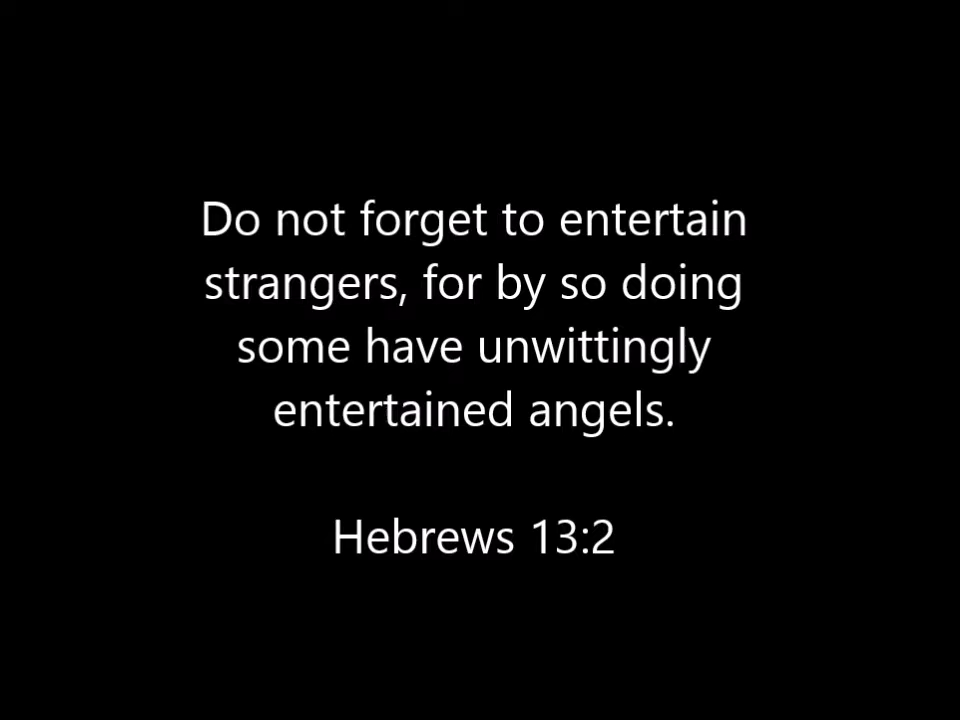 Do not forget to entertain
strangers, for by so doing
some have unwittingly
entertained angels.
Hebrews 13:2